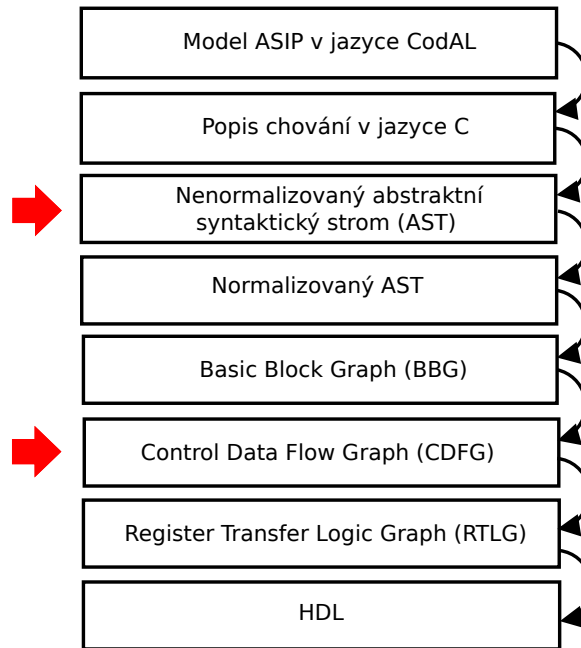 Model ASIP v jazyce CodAL
Popis chování v jazyce C
Nenormalizovaný abstraktní
syntaktický strom (AST)
Normalizovaný AST
Basic Block Graph (BBG)
Control Data Flow Graph (CDFG)
Register Transfer Logic Graph (RTLG)
HDL